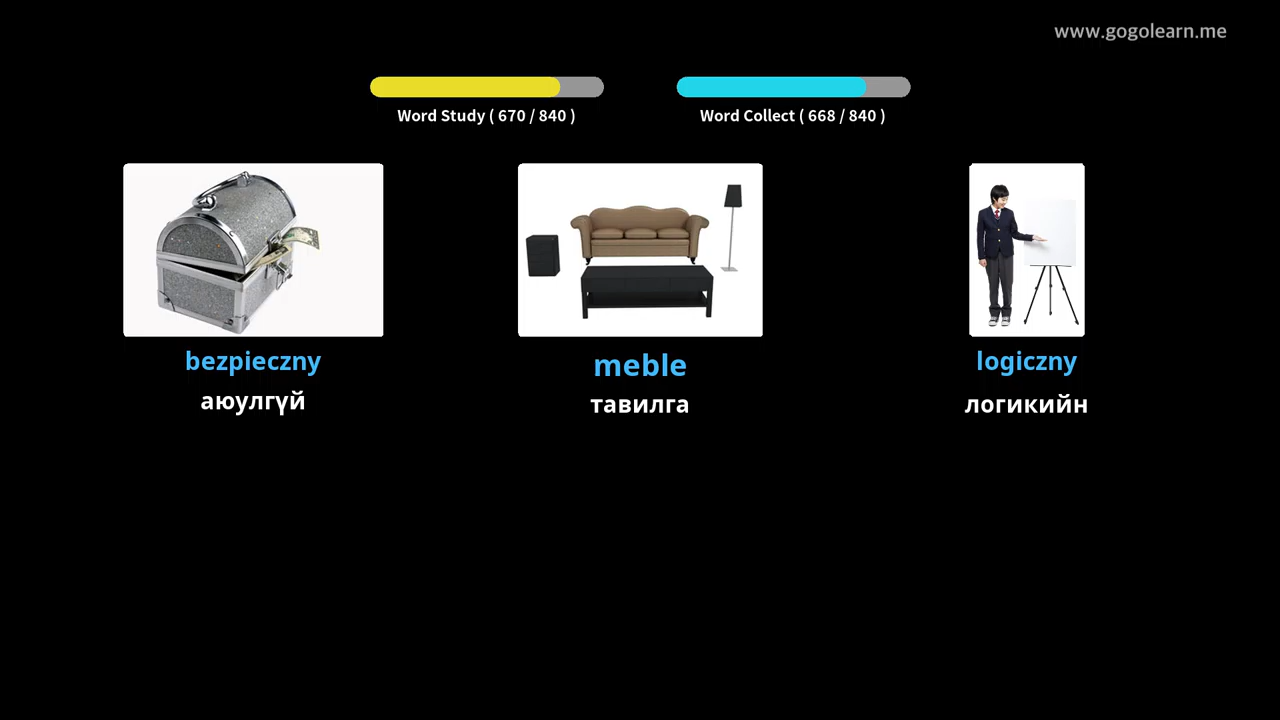 www.gogolearn.me
Word Study ( 670 / 840 )
Word Collect ( 668 / 840 )
bezpieczny
аюулгүй
meble
тавилга
logiczny
логикийн